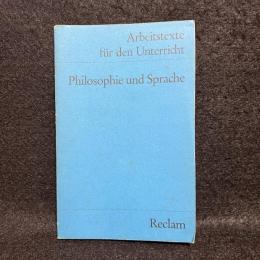 Arbeitstexte
für den Unterricht
Philosophie und Sprache
Reclam